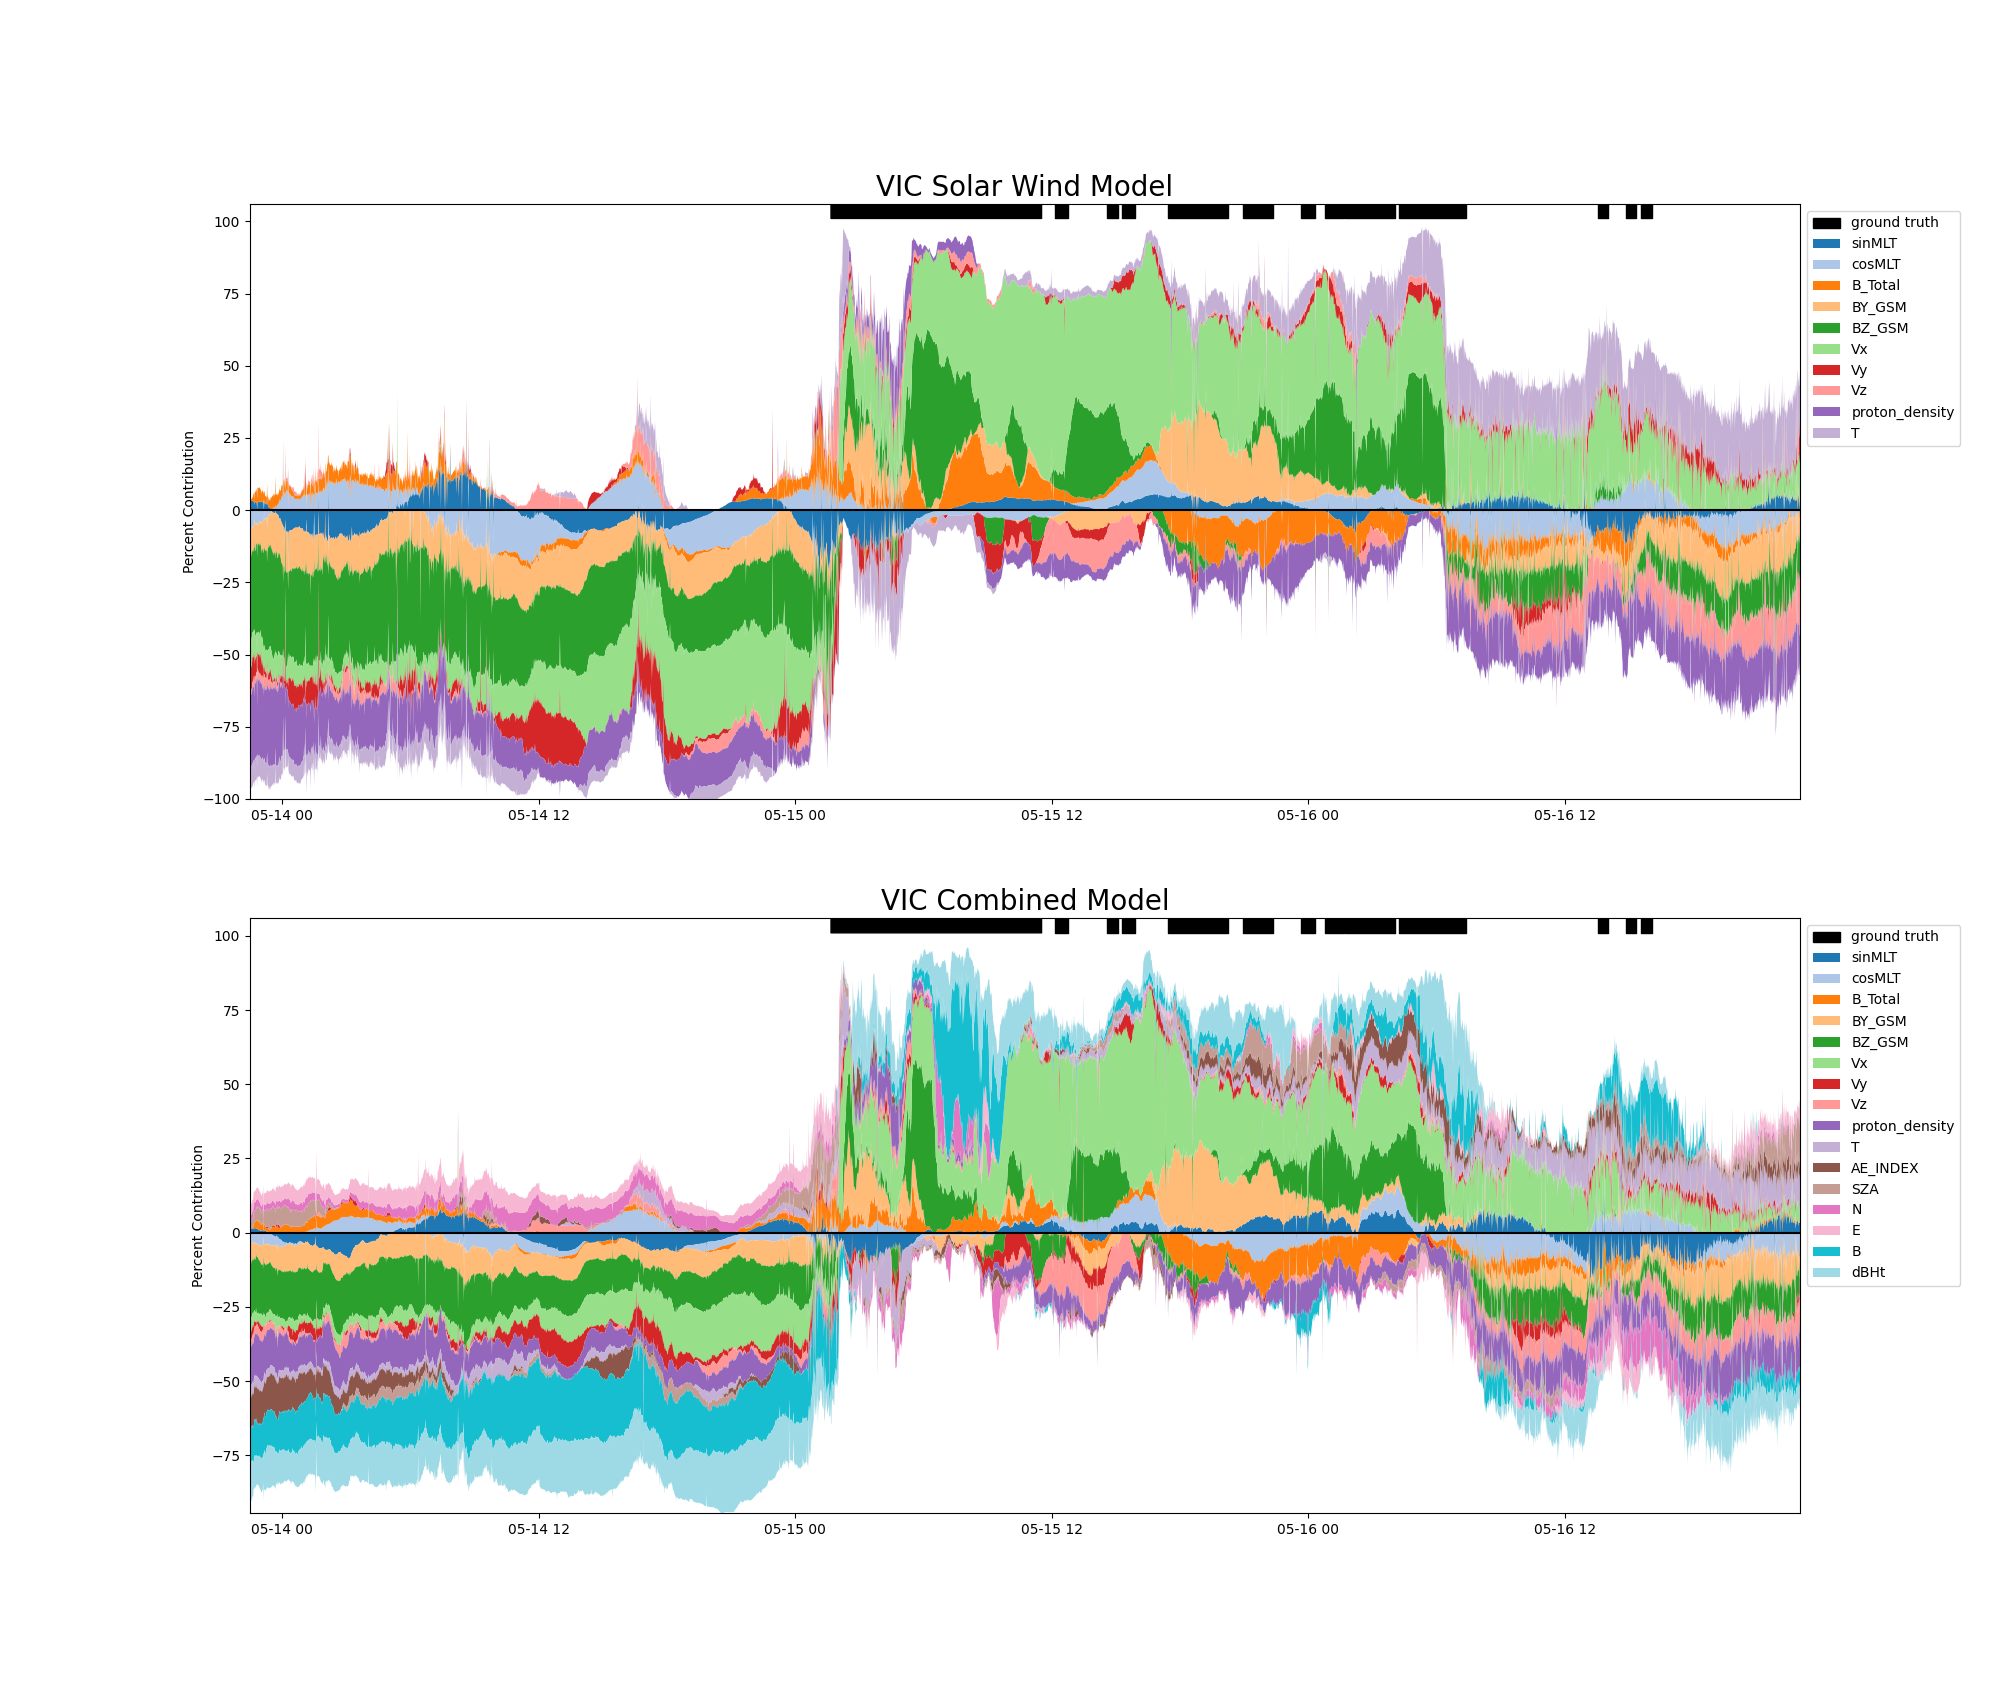 VIC Solar Wind Model
100
75
50
25
0
−25
−50
−75
−100
Percent Contribution
05-14 00
05-14 12
05-15 00
05-15 12
05-16 00
05-16 12
ground truth
sinMLT
cosMLT
B_Total
BY_GSM
BZ_GSM
Vx
Vy
Vz
proton_density
T
VIC Combined Model
100
75
50
25
0
−25
−50
−75
Percent Contribution
05-14 00
05-14 12
05-15 00
05-15 12
05-16 00
05-16 12
ground truth
sinMLT
cosMLT
B_Total
BY_GSM
BZ_GSM
Vx
Vy
Vz
proton_density
T
AE_INDEX
SZA
N
E
B
dBHt